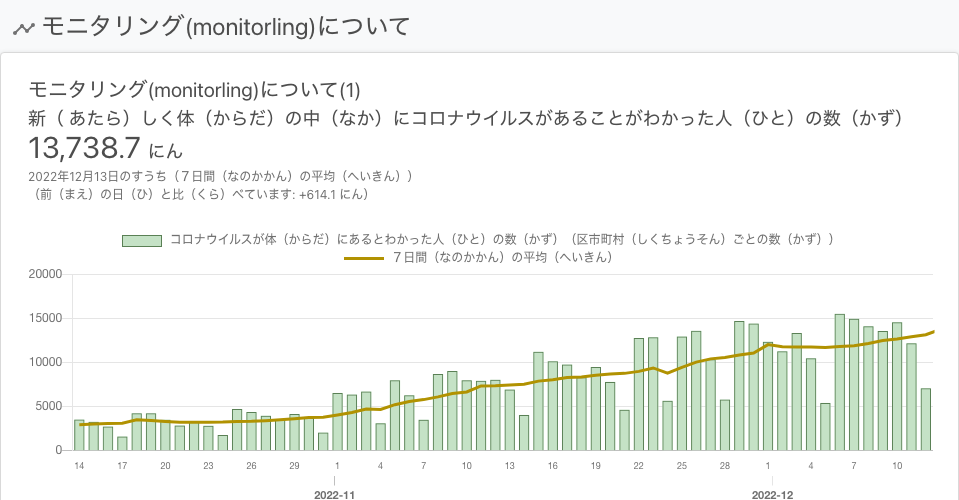 モニタリング(monitorling)について
モニタリング(monitorling)について(1)
新（ あたら）しく体（からだ）の中（なか）にコロナウイルスがあることがわかった人（ひと）の数（かず）
13,738.7 にん
2022年12月13日のすうち（７日間（なのかかん）の平均（へいきん））
（前（まえ）の日（ひ）と比（くら）べています: +614.1 にん）
コロナウイルスが体（からだ）にあるとわかった人（ひと）の数（かず）（区市町村（しくちょうそん）ごとの数（かず））
７日間（なのかかん）の平均（へいきん）
20000
15000
10000
5000
0
14 17 20 23 26 29 1 4 7 10 13 16 19 22 25 28 1 4 7 10
2022-11 2022-12